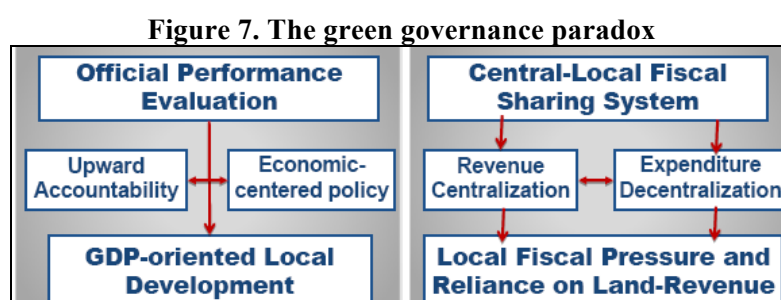 Figure 7. The green governance paradox
Official Performance
Evaluation
Upward
Accountability
Economic-
centered policy
GDP-oriented Local
Development
Central-Local Fiscal
Sharing System
Revenue
Centralization
Expenditure
Decentralization
Local Fiscal Pressure and
Reliance on Land-Revenue